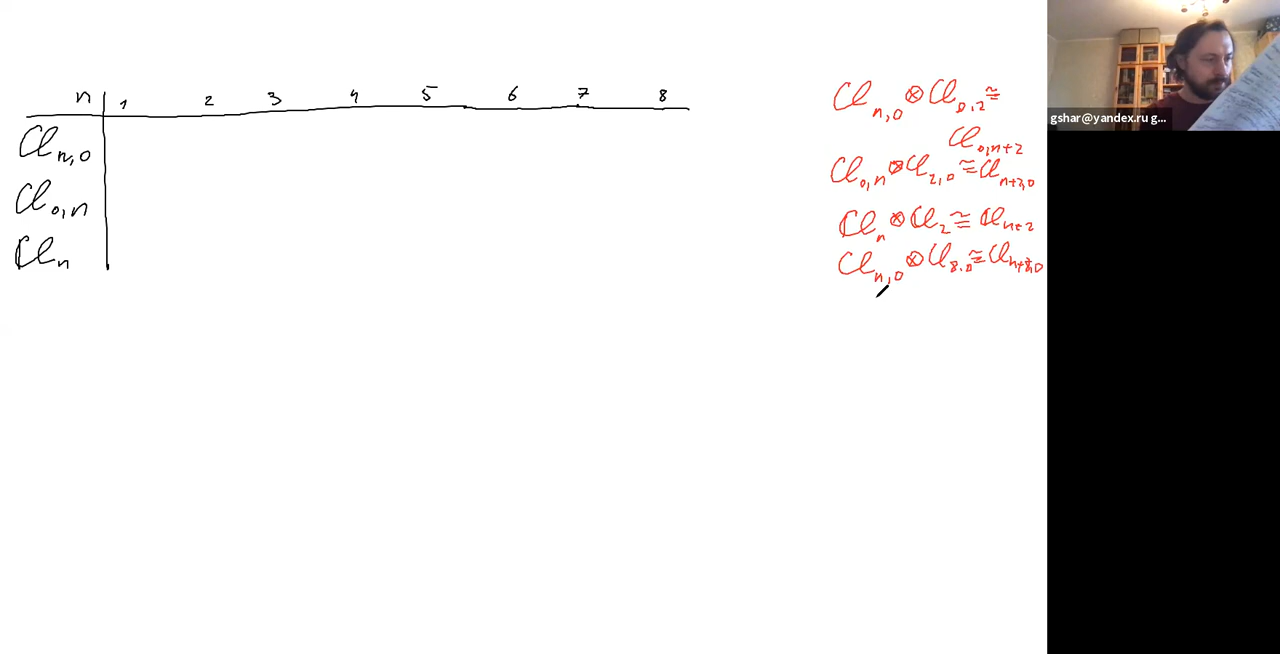 n 1 2 3 4 5 6 7 8
Cl_{n,0}
Cl_{0,n}
ℂl_n
Cl_{n,0} ⊗ Cl_{0,2} ≅
Cl_{0,n+2}
Cl_{0,n} ⊗ Cl_{2,0} ≅ Cl_{n+2,0}
ℂl_n ⊗ ℂl_2 ≅ ℂl_{n+2}
Cl_{n,0} ⊗ Cl_{8,0} ≅ Cl_{n+8,0}
gshar@yandex.ru g...